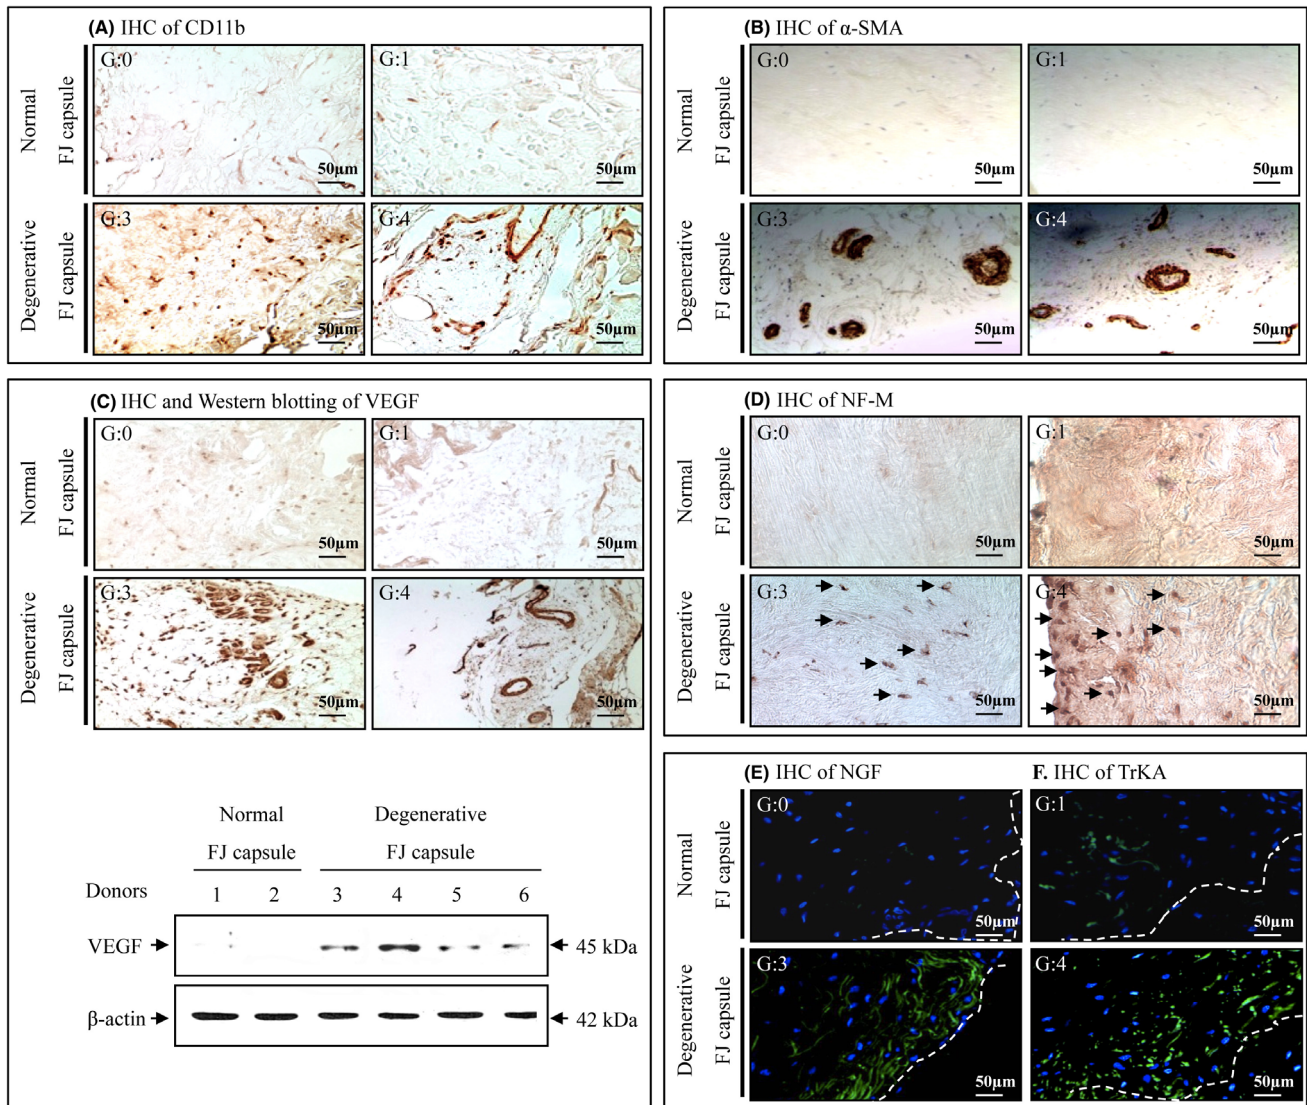 (A) IHC of CD11b
Normal
FJ capsule
G:0
50μm
G:1
50μm
Degenerative
FJ capsule
G:3
50μm
G:4
50μm
(B) IHC of α-SMA
Normal
FJ capsule
G:0
50μm
G:1
50μm
Degenerative
FJ capsule
G:3
50μm
G:4
50μm
(C) IHC and Western blotting of VEGF
Normal
FJ capsule
G:0
50μm
G:1
50μm
Degenerative
FJ capsule
G:3
50μm
G:4
50μm
Normal Degenerative
FJ capsule FJ capsule
Donors 1 2 3 4 5 6
VEGF 45 kDa
β-actin 42 kDa
(D) IHC of NF-M
Normal
FJ capsule
G:0
50μm
G:1
50μm
Degenerative
FJ capsule
G:3
50μm
G:4
50μm
(E) IHC of NGF F. IHC of TrKA
Normal
FJ capsule
G:0
50μm
G:1
50μm
Degenerative
FJ capsule
G:3
50μm
G:4
50μm